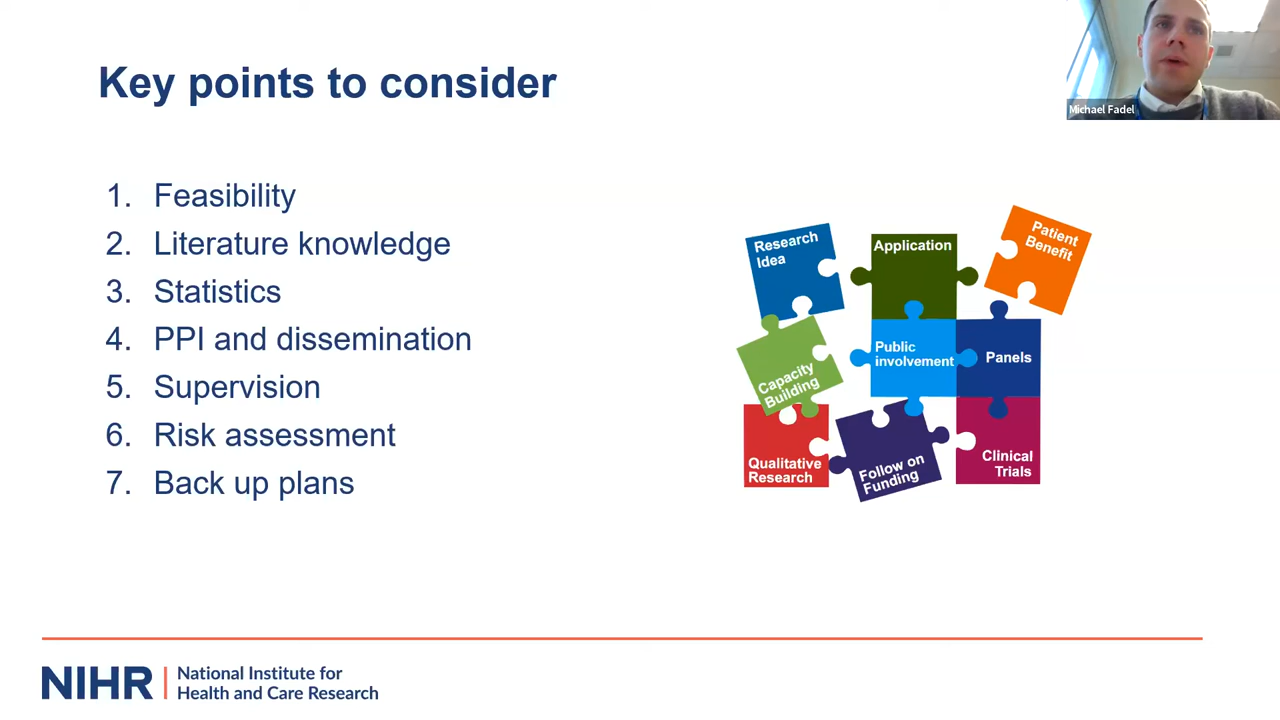 Key points to consider
Michael Fadel
1. Feasibility
2. Literature knowledge
3. Statistics
4. PPI and dissemination
5. Supervision
6. Risk assessment
7. Back up plans
Research
Idea
Application
Patient
Benefit
Capacity
Building
Public
involvement
Panels
Qualitative
Research
Follow on
Funding
Clinical
Trials
NIHR
National Institute for
Health and Care Research